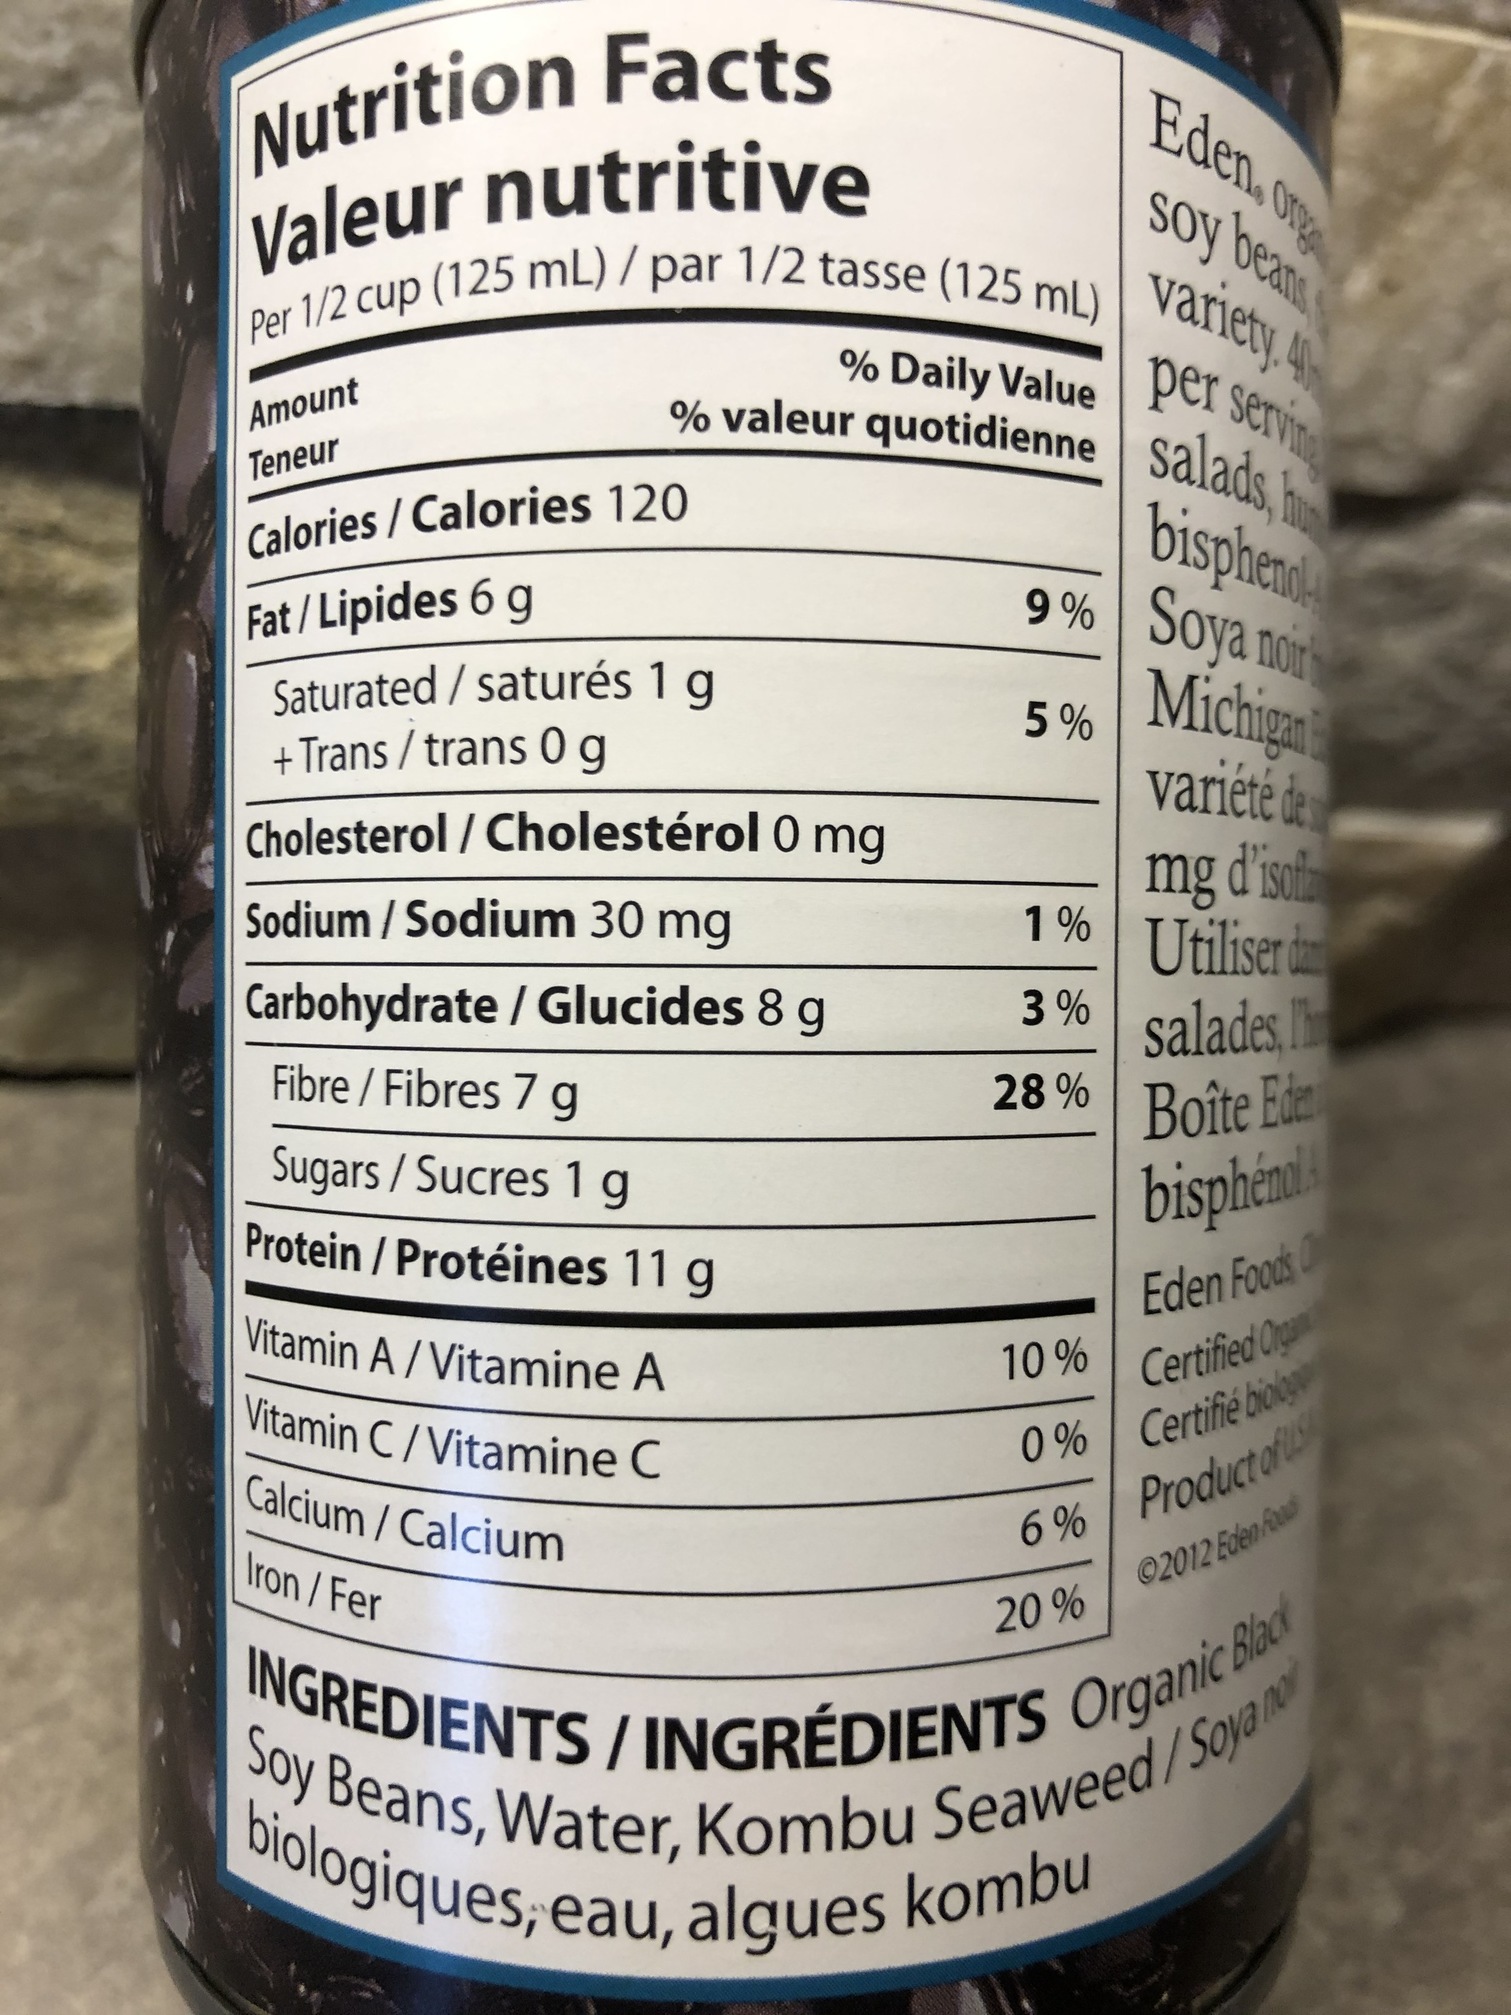 Nutrition Facts
Valeur nutritive
Per 1/2 cup (125 mL) / par 1/2 tasse (125 mL)
Amount % Daily Value
Teneur % valeur quotidienne
Calories / Calories 120
Fat / Lipides 6 g 9 %
Saturated / saturés 1 g
+ Trans / trans 0 g 5 %
Cholesterol / Cholestérol 0 mg
Sodium / Sodium 30 mg 1 %
Carbohydrate / Glucides 8 g 3 %
Fibre / Fibres 7 g 28 %
Sugars / Sucres 1 g
Protein / Protéines 11 g
Vitamin A / Vitamine A 10 %
Vitamin C / Vitamine C 0 %
Calcium / Calcium 6 %
Iron / Fer 20 %
INGREDIENTS / INGRÉDIENTS Organic Black
Soy Beans, Water, Kombu Seaweed / Soya noir
biologiques, eau, algues kombu
Eden®
soy beans,
variety.
per serving
salads,
Soya noir
Michigan
variété de
mg
Utiliser
salades,
Boîte Eden
bisphénol
Eden Foods,
Certified
Certifié
Product of
©2012 Eden Foods